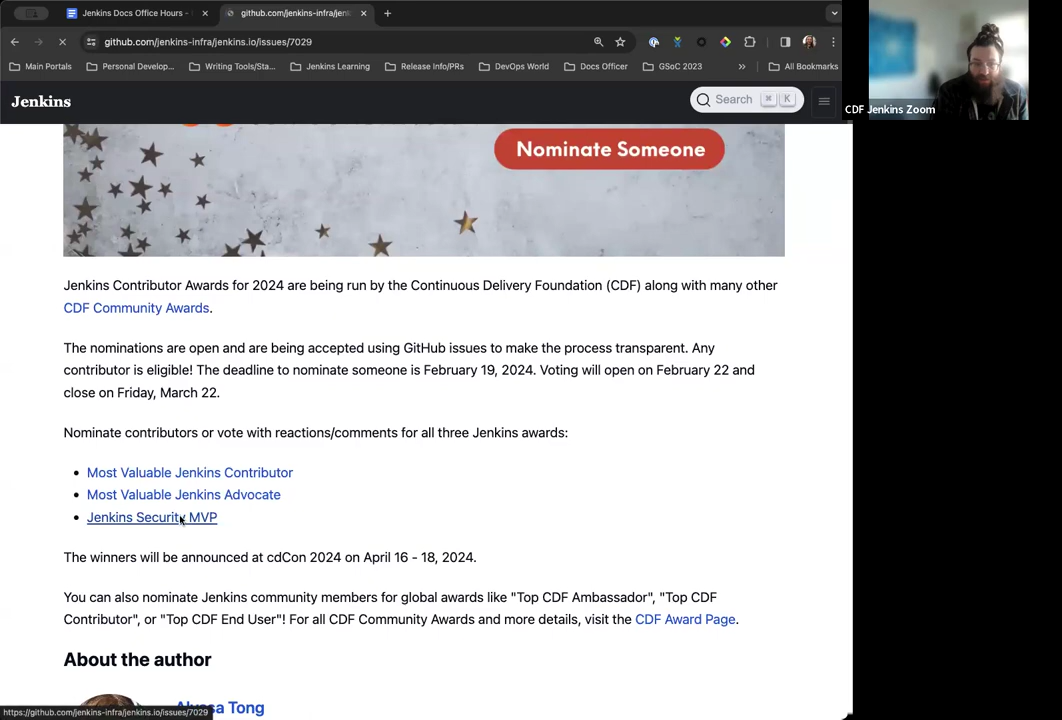 Jenkins Docs Office Hours -
github.com/jenkins-infra/jenk
github.com/jenkins-infra/jenkins.io/issues/7029
Main Portals
Personal Develop...
Writing Tools/Sta...
Jenkins Learning
Release Info/PRs
DevOps World
Docs Officer
GSoC 2023
All Bookmarks
Jenkins
Search ⌘ K
CDF Jenkins Zoom
Nominate Someone
Jenkins Contributor Awards for 2024 are being run by the Continuous Delivery Foundation (CDF) along with many other
CDF Community Awards.
The nominations are open and are being accepted using GitHub issues to make the process transparent. Any
contributor is eligible! The deadline to nominate someone is February 19, 2024. Voting will open on February 22 and
close on Friday, March 22.
Nominate contributors or vote with reactions/comments for all three Jenkins awards:
• Most Valuable Jenkins Contributor
• Most Valuable Jenkins Advocate
• Jenkins Security MVP
The winners will be announced at cdCon 2024 on April 16 - 18, 2024.
You can also nominate Jenkins community members for global awards like "Top CDF Ambassador", "Top CDF
Contributor", or "Top CDF End User"! For all CDF Community Awards and more details, visit the CDF Award Page.
About the author
Alyssa Tong
https://github.com/jenkins-infra/jenkins.io/issues/7029